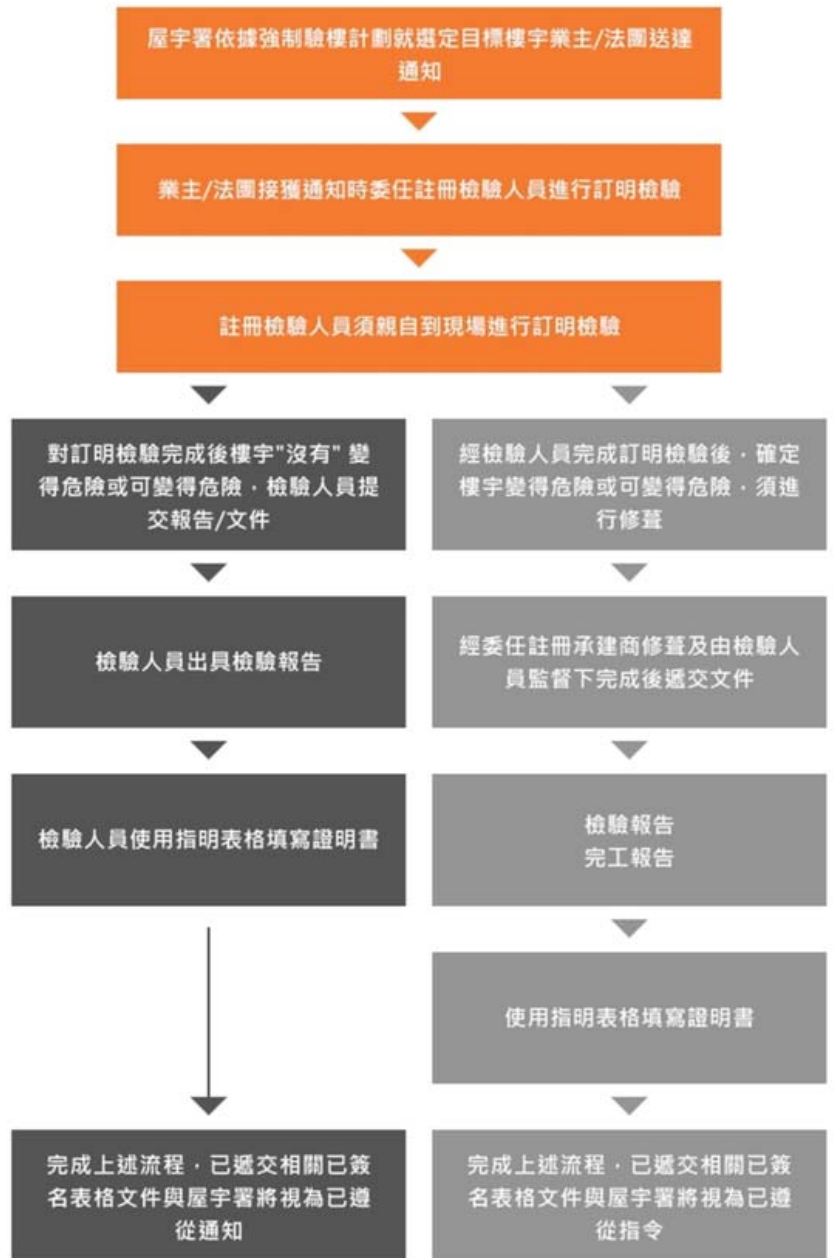 屋宇署依據強制驗樓計劃就選定目標樓宇業主/法團送達
通知
業主/法團接獲通知時委任註冊檢驗人員進行訂明檢驗
註冊檢驗人員須親自到現場進行訂明檢驗
對訂明檢驗完成後樓宇"沒有" 變
得危險或可變得危險，檢驗人員提
交報告/文件
檢驗人員出具檢驗報告
檢驗人員使用指明表格填寫證明書
完成上述流程，已遞交相關已簽
名表格文件與屋宇署將視為已遵
從通知
經檢驗人員完成訂明檢驗後，確定
樓宇變得危險或可變得危險，須進
行修葺
經委任註冊承建商修葺及由檢驗人
員監督下完成後遞交文件
檢驗報告
完工報告
使用指明表格填寫證明書
完成上述流程，已遞交相關已簽
名表格文件與屋宇署將視為已遵
從指令